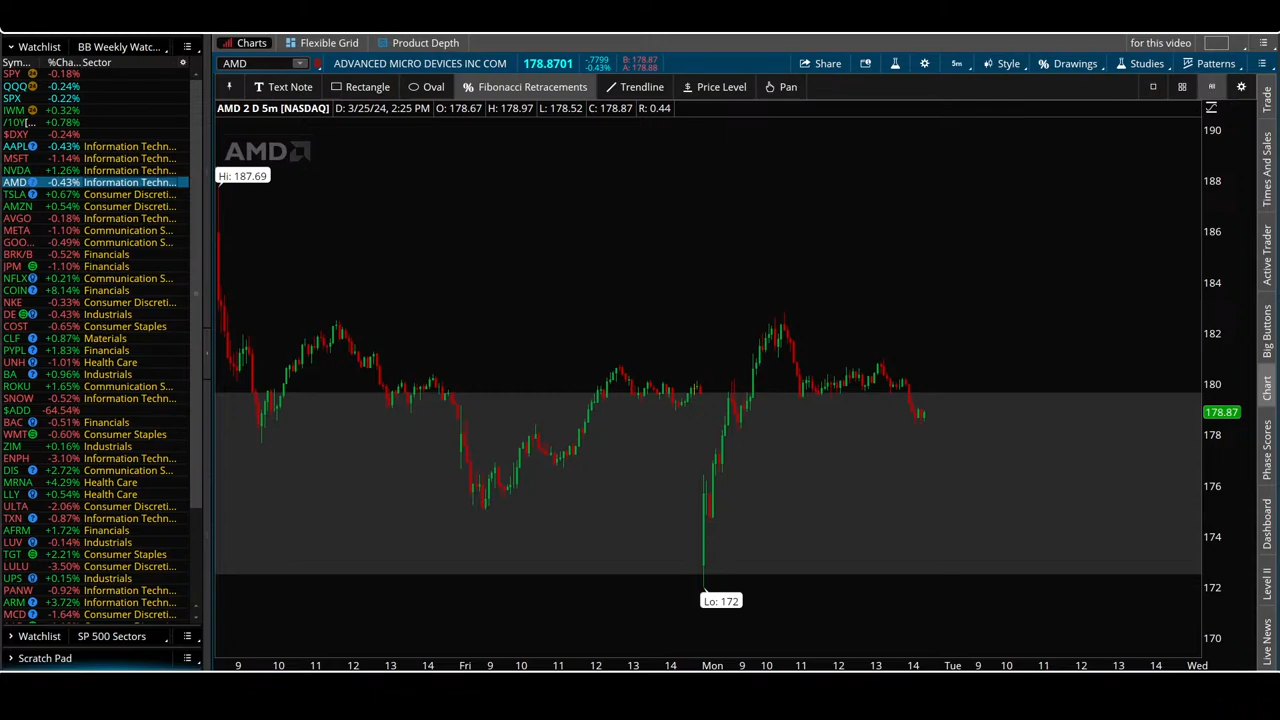 Watchlist BB Weekly Watc...
Charts Flexible Grid Product Depth for this video
Sym... %Cha... Sector
AMD ADVANCED MICRO DEVICES INC COM 178.8701 -.7799 -0.43% B: 178.87 A: 178.88 Share 5m Style Drawings Studies Patterns
Text Note Rectangle Oval Fibonacci Retracements Trendline Price Level Pan
AMD 2 D 5m [NASDAQ] D: 3/25/24, 2:25 PM O: 178.67 H: 178.97 L: 178.52 C: 178.87 R: 0.44
AMD
Hi: 187.69
Lo: 172
SPY -0.18%
QQQ -0.24%
SPX -0.22%
IWM +0.32%
/10Y[... +0.78%
$DXY -0.24%
AAPL -0.43% Information Techn...
MSFT -1.14% Information Techn...
NVDA +1.26% Information Techn...
AMD -0.43% Information Techn...
TSLA +0.67% Consumer Discreti...
AMZN +0.54% Consumer Discreti...
AVGO -0.18% Information Techn...
META -1.10% Communication S...
GOO... -0.49% Communication S...
BRK/B -0.52% Financials
JPM -1.10% Financials
NFLX +0.21% Communication S...
COIN +8.14% Financials
NKE -0.33% Consumer Discreti...
DE -0.43% Industrials
COST -0.65% Consumer Staples
CLF +0.87% Materials
PYPL +1.83% Financials
UNH -1.01% Health Care
BA +0.96% Industrials
ROKU +1.65% Communication S...
SNOW -0.52% Information Techn...
$ADD -64.54%
BAC -0.51% Financials
WMT -0.60% Consumer Staples
ZIM +0.16% Industrials
ENPH -3.10% Information Techn...
DIS +2.72% Communication S...
MRNA +4.29% Health Care
LLY +0.54% Health Care
ULTA -2.06% Consumer Discreti...
TXN -0.87% Information Techn...
AFRM +1.72% Financials
LUV -0.14% Industrials
TGT +2.21% Consumer Staples
LULU -3.50% Consumer Discreti...
UPS +0.15% Industrials
PANW -0.92% Information Techn...
ARM +3.72% Information Techn...
MCD -1.64% Consumer Discreti...
Watchlist SP 500 Sectors
Scratch Pad
190
188
186
184
182
180
178.87
178
176
174
172
170
9 10 11 12 13 14 Fri 9 10 11 12 13 14 Mon 9 10 11 12 13 14 Tue 9 10 11 12 13 14 Wed
Trade
Times And Sales
Active Trader
Big Buttons
Chart
Phase Scores
Dashboard
Level II
Live News